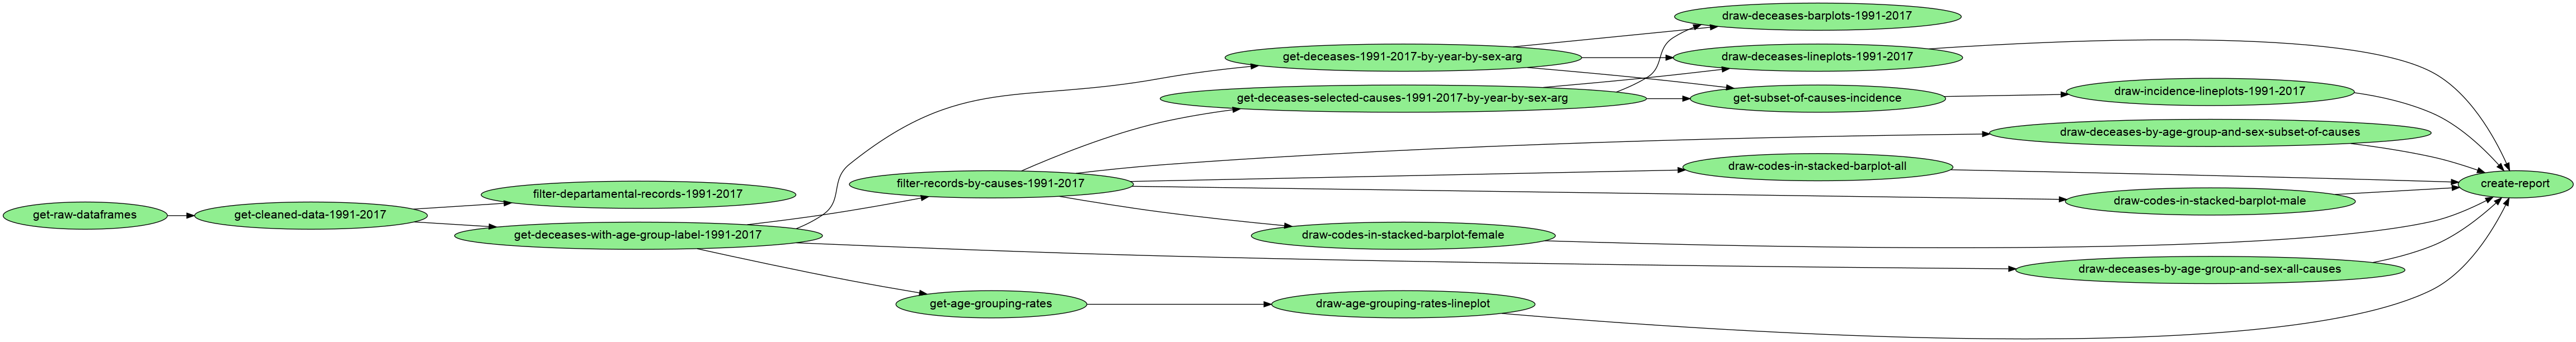 draw-deceases-barplots-1991-2017
get-deceases-1991-2017-by-year-by-sex-arg
draw-deceases-lineplots-1991-2017
get-deceases-selected-causes-1991-2017-by-year-by-sex-arg
get-subset-of-causes-incidence
draw-incidence-lineplots-1991-2017
draw-deceases-by-age-group-and-sex-subset-of-causes
draw-codes-in-stacked-barplot-all
filter-records-by-causes-1991-2017
create-report
filter-departamental-records-1991-2017
draw-codes-in-stacked-barplot-male
get-raw-dataframes
get-cleaned-data-1991-2017
get-deceases-with-age-group-label-1991-2017
draw-codes-in-stacked-barplot-female
draw-deceases-by-age-group-and-sex-all-causes
get-age-grouping-rates
draw-age-grouping-rates-lineplot